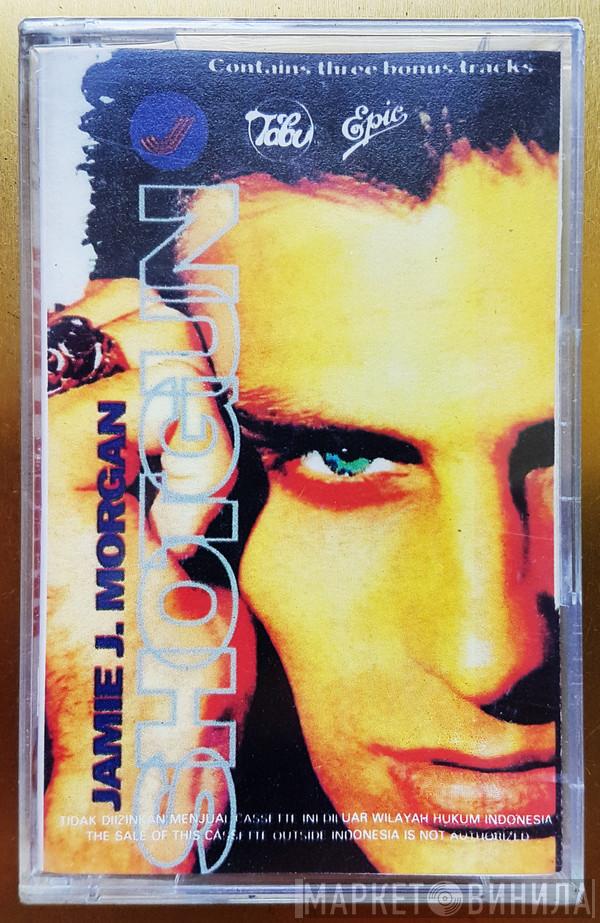 Contains three bonus tracks
Tabu
Epic
JAMIE J. MORGAN
SHOTGUN
TIDAK DIIZINKAN MENJUAL CASSETTE INI DILUAR WILAYAH HUKUM INDONESIA
THE SALE OF THIS CASSETTE OUTSIDE INDONESIA IS NOT AUTHORIZED
МАРКЕТ ВИНИЛА